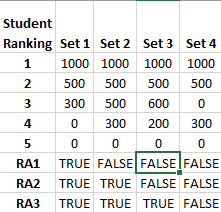 Student
Ranking Set 1 Set 2 Set 3 Set 4
1 1000 1000 1000 1000
2 500 500 500 500
3 300 500 600 0
4 0 300 200 300
5 0 0 0 0
RA1 TRUE FALSE FALSE FALSE
RA2 TRUE TRUE FALSE FALSE
RA3 TRUE TRUE TRUE FALSE